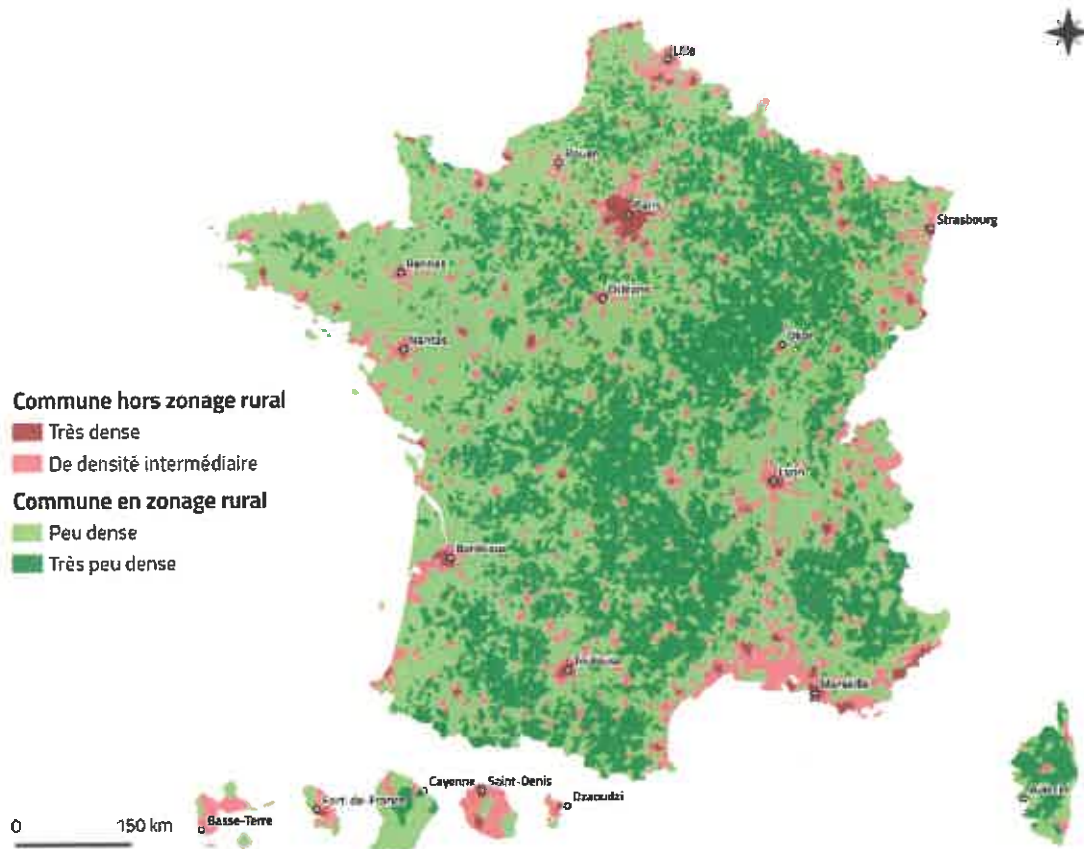 Lille
Rouen
Paris
Strasbourg
Rennes
Orléans
Nantes
Dijon
Commune hors zonage rural
Très dense
De densité intermédiaire
Commune en zonage rural
Peu dense
Très peu dense
Lyon
Bordeaux
Toulouse
Marseille
Cayenne
Saint-Denis
Fort-de-France
Dzaoudzi
Basse-Terre
0 150 km